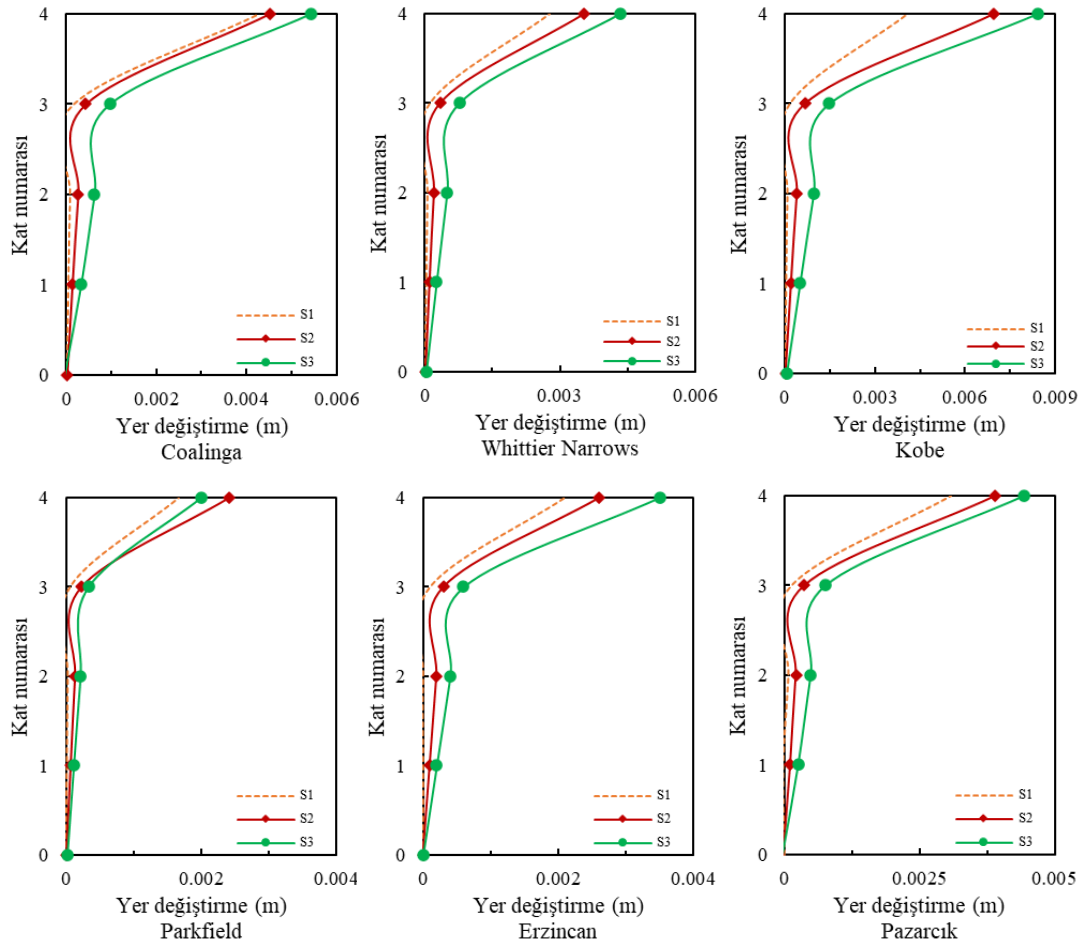 Kat numarası
4
3
2
1
0
S1
S2
S3
0
0.002
0.004
0.006
Yer değiştirme (m)
Coalinga
Kat numarası
4
3
2
1
0
S1
S2
S3
0
0.003
0.006
Yer değiştirme (m)
Whittier Narrows
Kat numarası
4
3
2
1
0
S1
S2
S3
0
0.003
0.006
0.009
Yer değiştirme (m)
Kobe
Kat numarası
4
3
2
1
0
S1
S2
S3
0
0.002
0.004
Yer değiştirme (m)
Parkfield
Kat numarası
4
3
2
1
0
S1
S2
S3
0
0.002
0.004
Yer değiştirme (m)
Erzincan
Kat numarası
4
3
2
1
0
S1
S2
S3
0
0.0025
0.005
Yer değiştirme (m)
Pazarcık